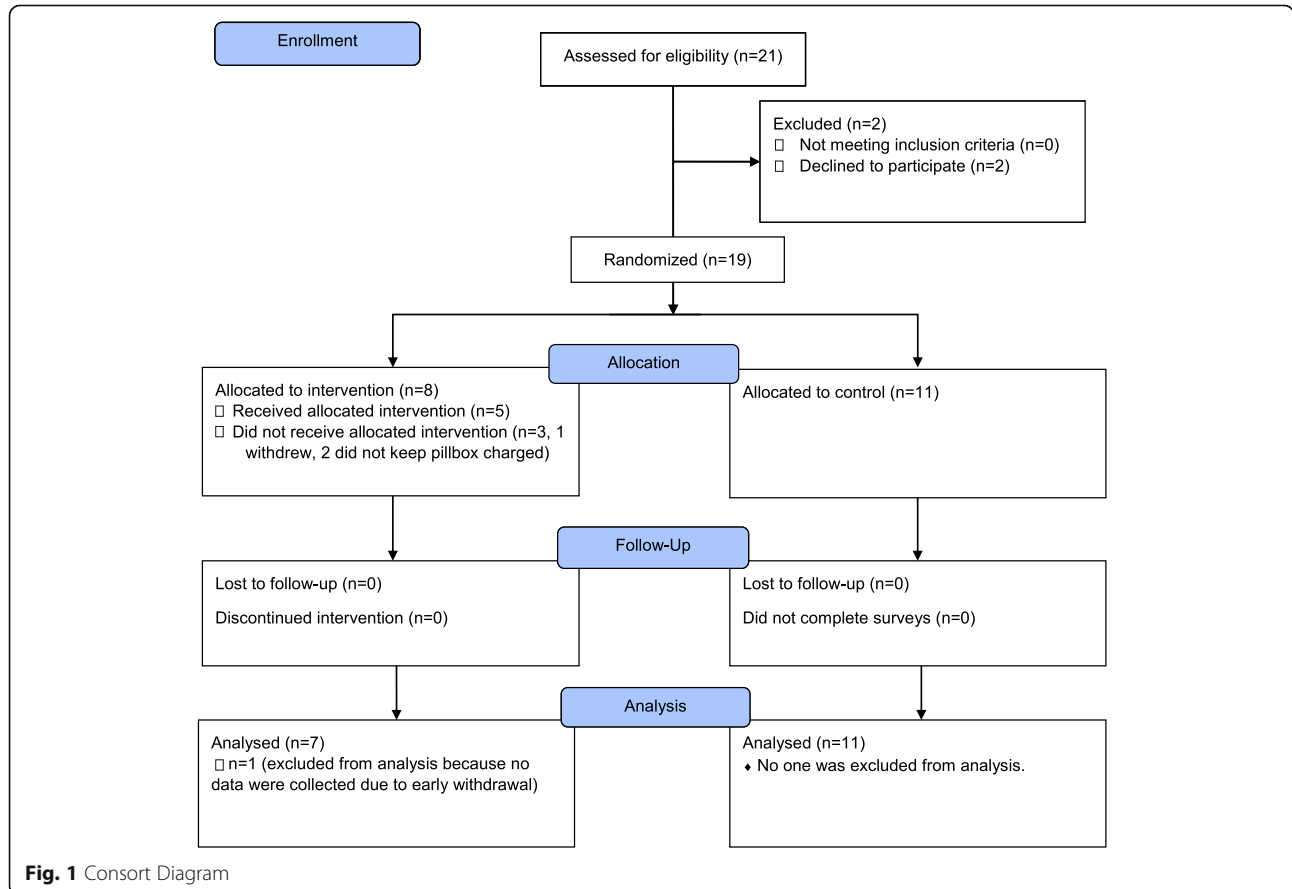 Enrollment
Assessed for eligibility (n=21)
Excluded (n=2)
□ Not meeting inclusion criteria (n=0)
□ Declined to participate (n=2)
Randomized (n=19)
Allocation
Allocated to intervention (n=8)
□ Received allocated intervention (n=5)
□ Did not receive allocated intervention (n=3, 1
withdrew, 2 did not keep pillbox charged)
Allocated to control (n=11)
Follow-Up
Lost to follow-up (n=0)
Discontinued intervention (n=0)
Lost to follow-up (n=0)
Did not complete surveys (n=0)
Analysis
Analysed (n=7)
□ n=1 (excluded from analysis because no
data were collected due to early withdrawal)
Analysed (n=11)
♦ No one was excluded from analysis.
Fig. 1 Consort Diagram